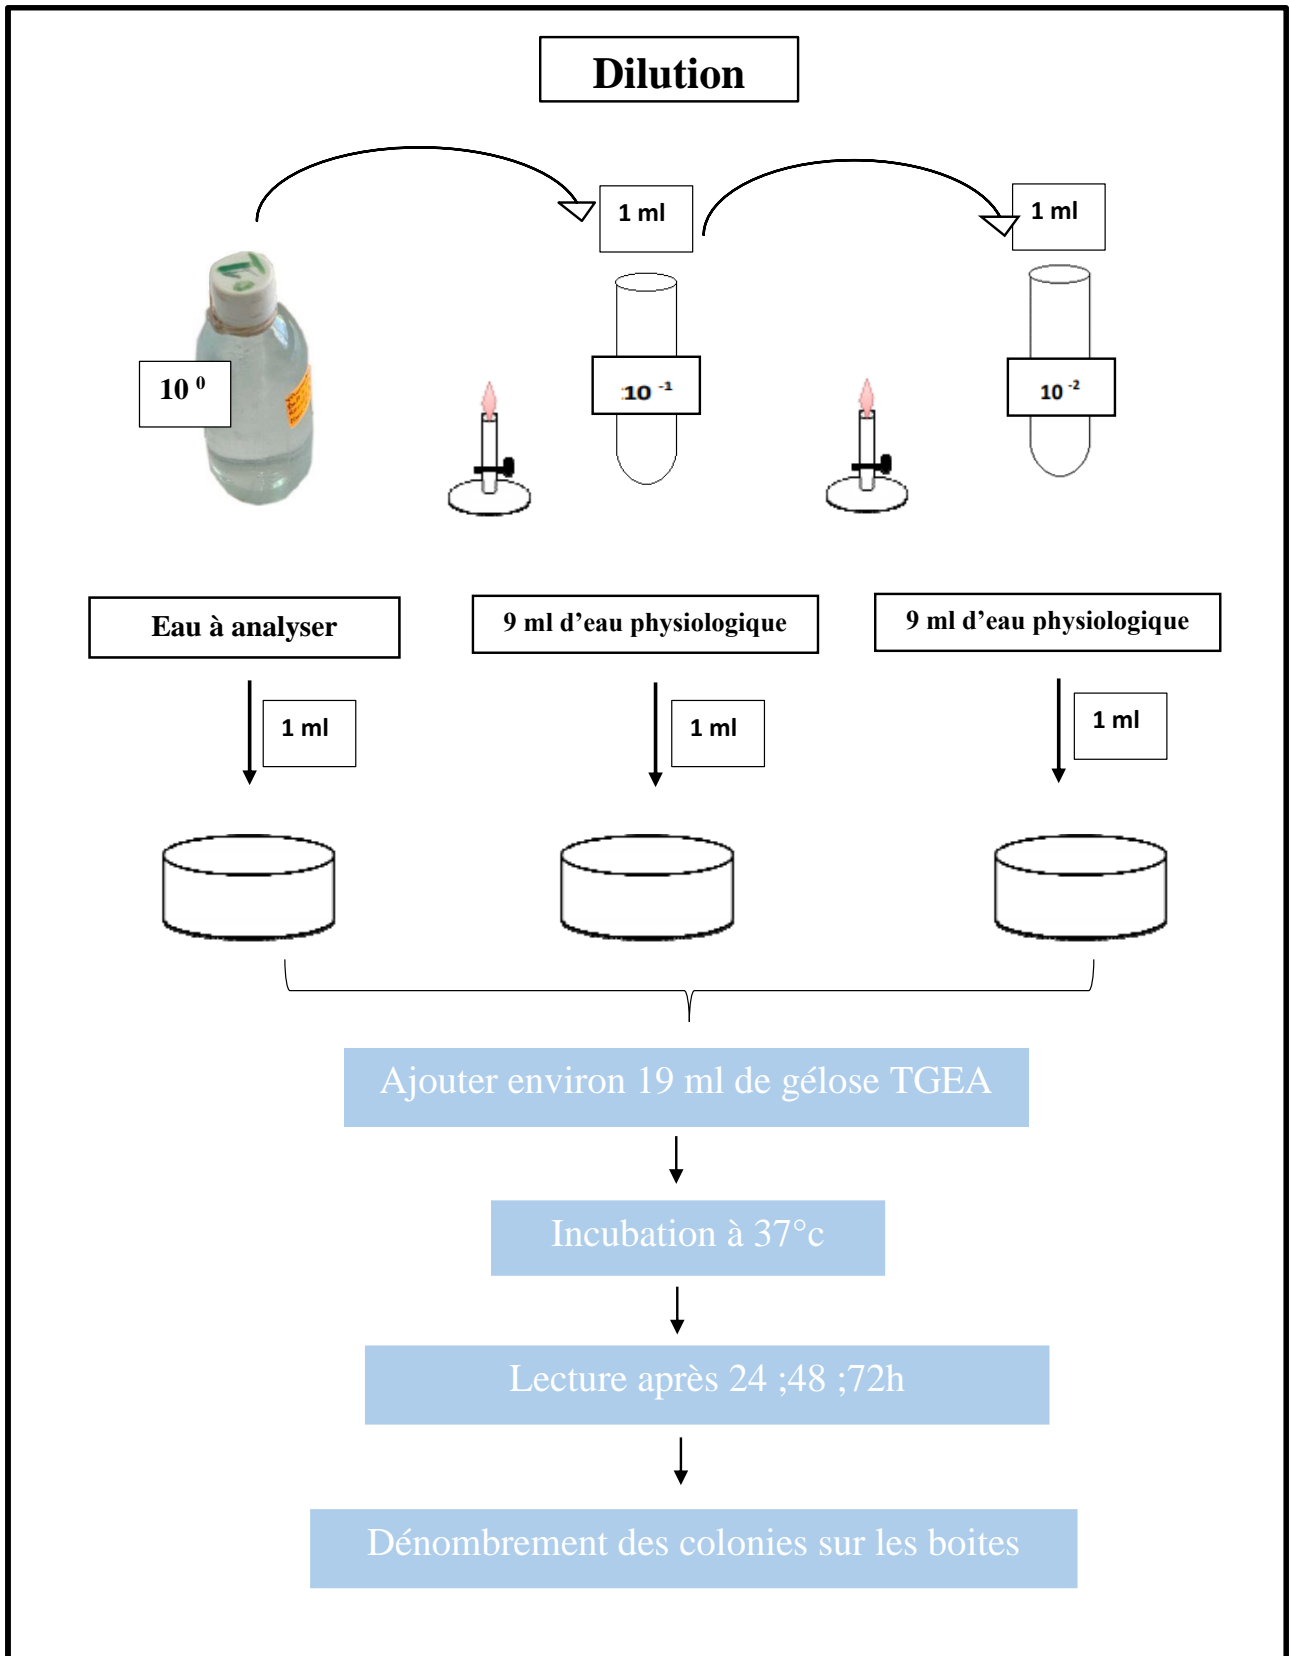 Dilution
1 ml
1 ml
10 ⁰
10 ⁻¹
10 ⁻²
Eau à analyser
9 ml d'eau physiologique
9 ml d'eau physiologique
1 ml
1 ml
1 ml
Ajouter environ 19 ml de gélose TGEA
Incubation à 37°c
Lecture après 24 ;48 ;72h
Dénombrement des colonies sur les boites